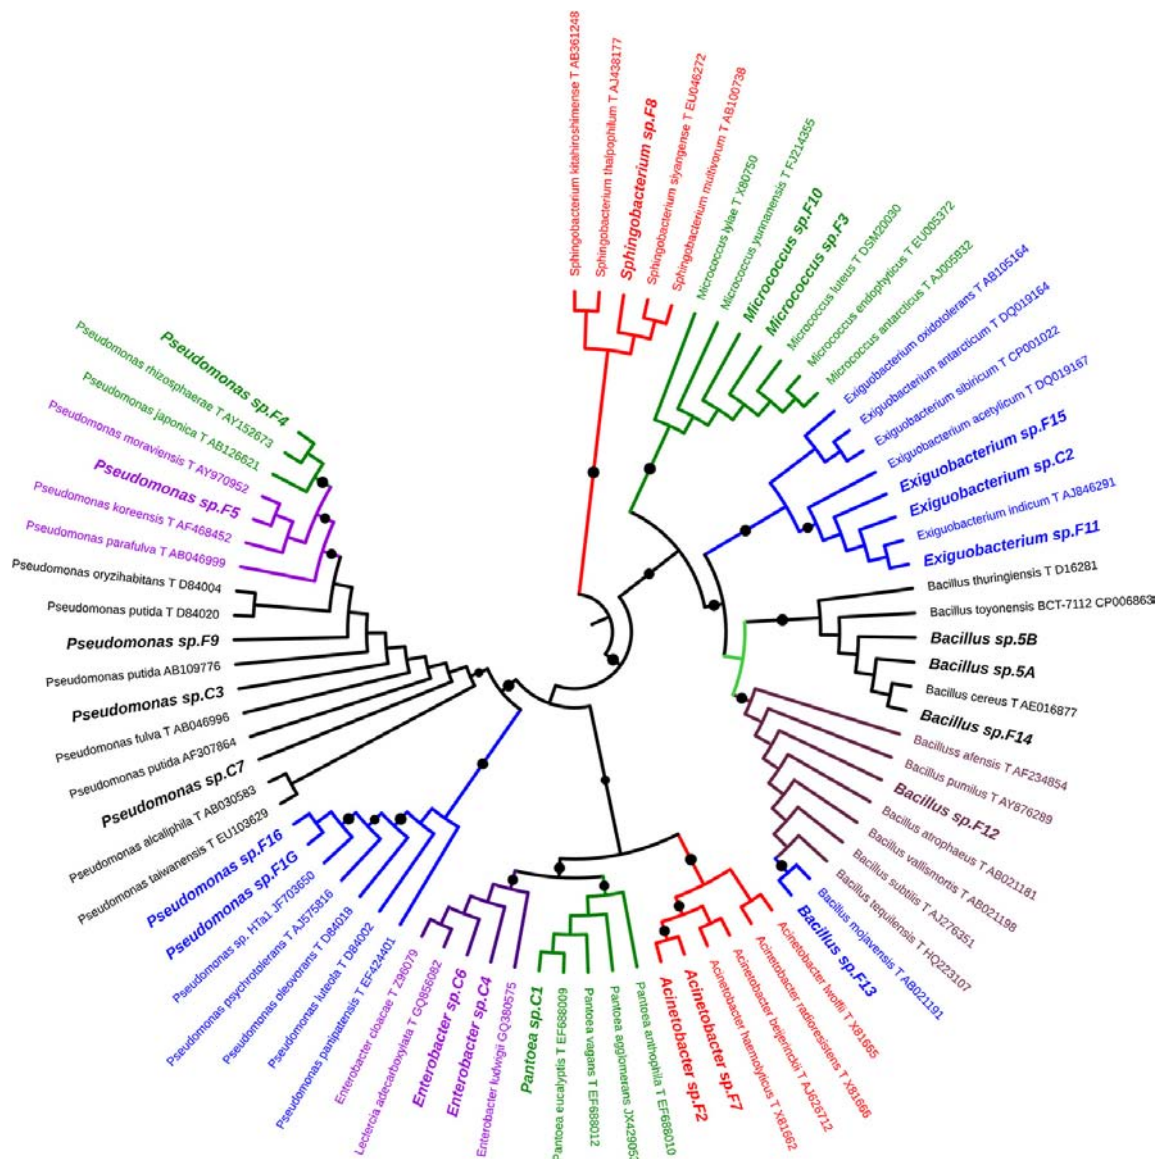 Sphingobacterium kitahiroshimense T AB361248
Sphingobacterium thalpophilum T AJ438177
Sphingobacterium sp.F8
Sphingobacterium siyangense T EU046272
Sphingobacterium multivorum T AB100738
Micrococcus lylae T X80750
Micrococcus yunnanensis T FJ214355
Micrococcus sp.F10
Micrococcus sp.F3
Micrococcus luteus T DSM20030
Micrococcus endophyticus T EU005372
Micrococcus antarcticus T AJ005932
Exiguobacterium oxidotolerans T AB105164
Exiguobacterium antarcticum T DQ019164
Exiguobacterium sibiricum T CP001022
Exiguobacterium acetylicum T DQ019167
Exiguobacterium sp.F15
Exiguobacterium sp.C2
Exiguobacterium indicum T AJ846291
Exiguobacterium sp.F11
Bacillus thuringiensis T D16281
Bacillus toyonensis BCT-7112 CP006863
Bacillus sp.5B
Bacillus sp.5A
Bacillus cereus T AE016877
Bacillus sp.F14
Bacilluss afensis T AF234854
Bacillus pumilus T AY876289
Bacillus sp.F12
Bacillus atrophaeus T AB021181
Bacillus vallismortis T AB021198
Bacillus subtilis T AJ276351
Bacillus tequilensis T HQ223107
Bacillus mojavensis T AB021191
Bacillus sp.F13
Acinetobacter lwoffii T X81665
Acinetobacter radioresistens T X81666
Acinetobacter beijerinckii T AJ626712
Acinetobacter haemolyticus T X81662
Acinetobacter sp.F7
Acinetobacter sp.F2
Pantoea anthophila T EF688010
Pantoea agglomerans JX42905
Pantoea vagans T EF688012
Pantoea eucalyptis T EF688009
Pantoea sp.C1
Enterobacter ludwigii GQ380575
Enterobacter sp.C4
Enterobacter sp.C6
Leclercia adecarboxylata T GQ856082
Enterobacter cloacae T Z96079
Pseudomonas panipatensis T EF424401
Pseudomonas luteola T D84002
Pseudomonas oleovorans T D84018
Pseudomonas psychrotolerans T AJ575816
Pseudomonas sp. HTa1 JF703650
Pseudomonas sp.F1G
Pseudomonas sp.F16
Pseudomonas taiwanensis T EU103629
Pseudomonas alcaliphila T AB030583
Pseudomonas sp.C7
Pseudomonas putida AF307864
Pseudomonas fulva T AB046996
Pseudomonas sp.C3
Pseudomonas putida AB109776
Pseudomonas sp.F9
Pseudomonas putida T D84020
Pseudomonas oryzihabitans T D84004
Pseudomonas parafulva T AB046999
Pseudomonas koreensis T AF468452
Pseudomonas sp.F5
Pseudomonas moraviensis T AY970952
Pseudomonas japonica T AB126621
Pseudomonas rhizosphaerae T AY152673
Pseudomonas sp.F4